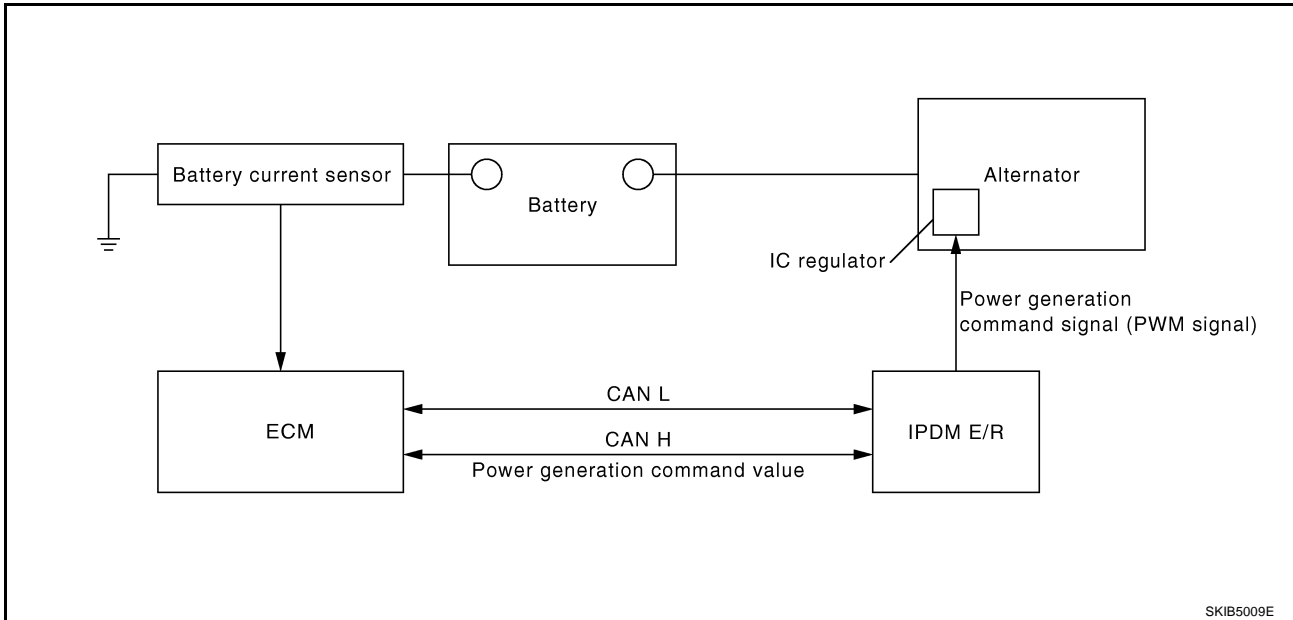 Battery current sensor
Battery
Alternator
IC regulator
Power generation
command signal (PWM signal)
ECM
CAN L
CAN H
Power generation command value
IPDM E/R
SKIB5009E